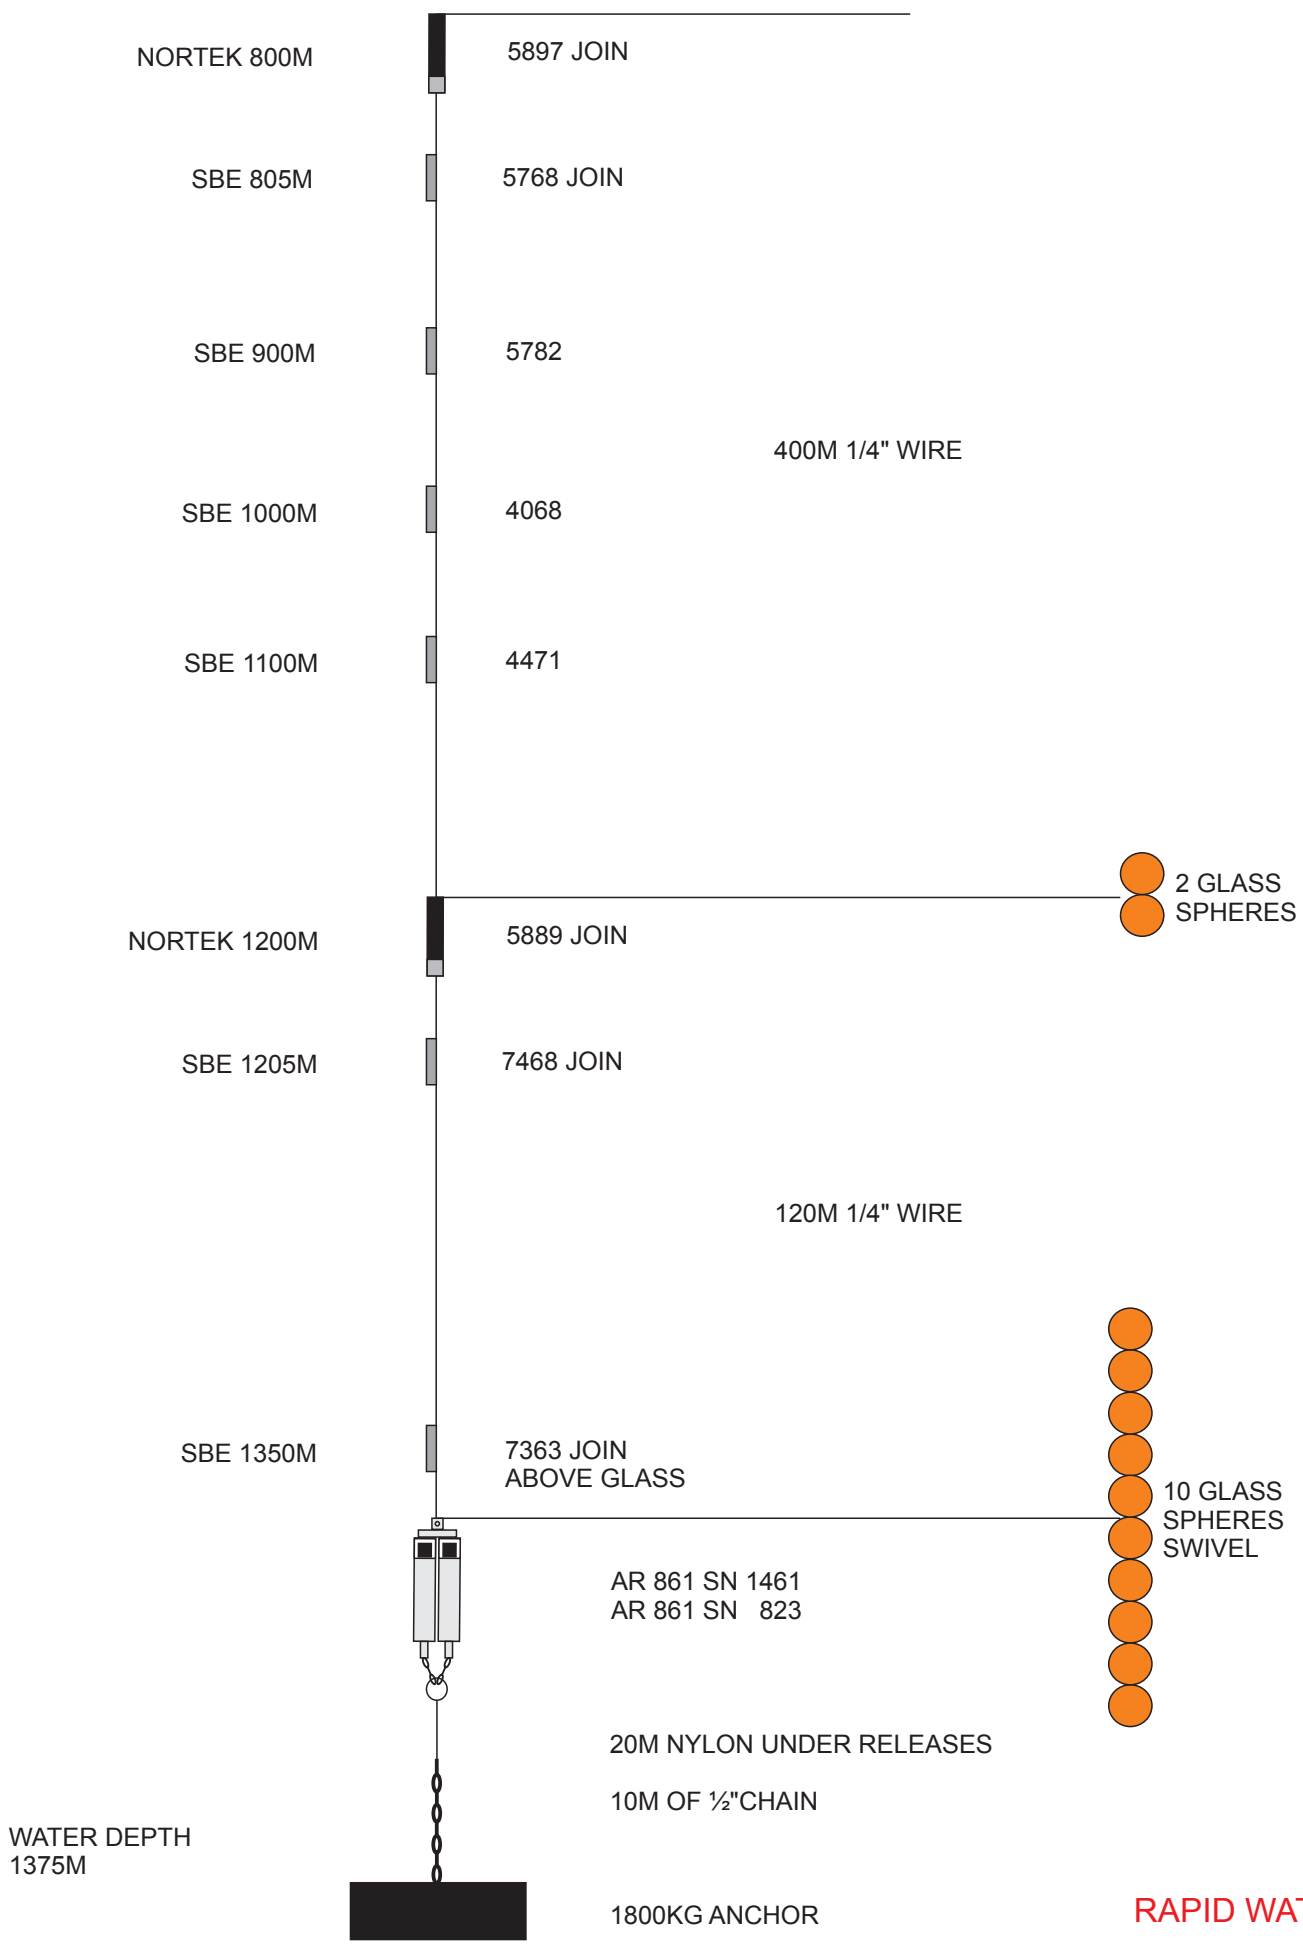 NORTEK 800M
5897 JOIN
SBE 805M
5768 JOIN
SBE 900M
5782
400M 1/4" WIRE
SBE 1000M
4068
SBE 1100M
4471
2 GLASS
SPHERES
NORTEK 1200M
5889 JOIN
SBE 1205M
7468 JOIN
120M 1/4" WIRE
SBE 1350M
7363 JOIN
ABOVE GLASS
10 GLASS
SPHERES
SWIVEL
AR 861 SN 1461
AR 861 SN 823
20M NYLON UNDER RELEASES
10M OF ½"CHAIN
WATER DEPTH
1375M
1800KG ANCHOR
RAPID